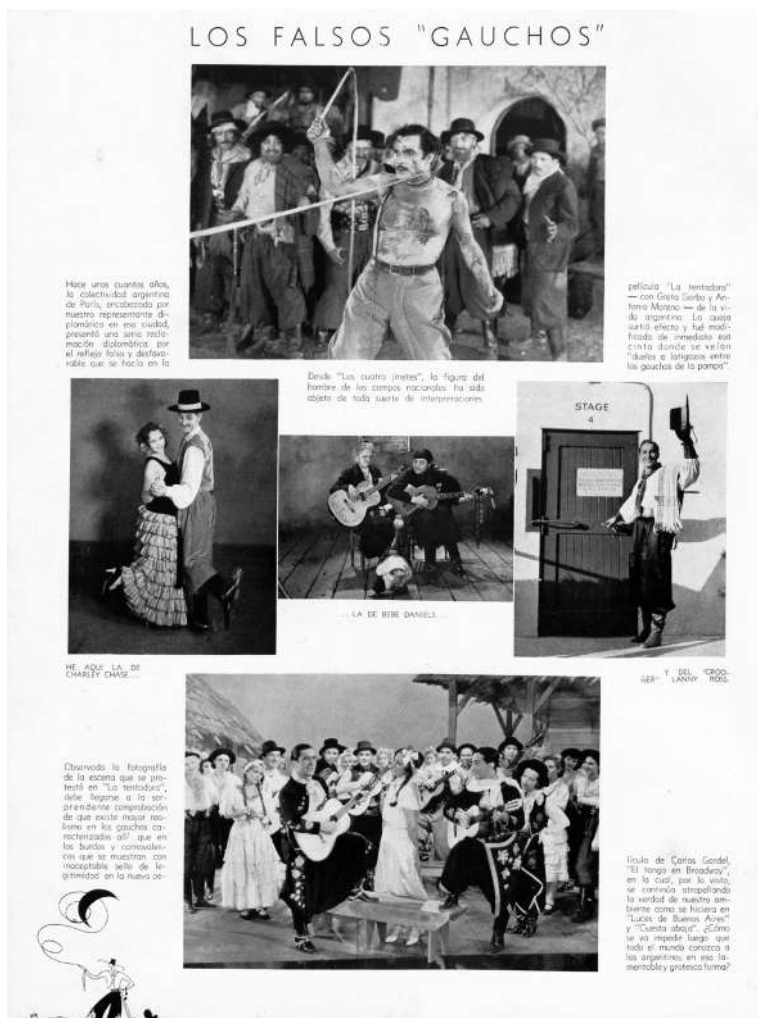 LOS FALSOS "GAUCHOS"
Hace unos cuantos años,
la colectividad argentina
de París, encabezada por
nuestro representante di-
plomático en esa ciudad,
presentó una seria recla-
mación diplomática por
el reflejo falso y desfavo-
rable que se hacía en la
película "La tentadora"
— con Greta Garbo y An-
tonio Moreno — de la vi-
da argentina. La queja
surtió efecto y fué modi-
ficada de inmediato esa
cinta donde se veían
"duelos a latigazos entre
los gauchos de la pampa".
Desde "Los cuatro jinetes", la figura del
hombre de los campos nacionales ha sido
objeto de toda suerte de interpretaciones
STAGE
4
HE AQUI LA DE
CHARLEY CHASE...
... LA DE BEBE DANIELS...
Y DEL "CROO-
NER" LANNY ROSS.
Observada la fotografía
de la escena que se pro-
testó en "La tentadora",
debe llegarse a la sor-
prendente comprobación
de que existe mayor rea-
lismo en los gauchos ca-
racterizados allí que en
los burdos y carnavales-
cos que se muestran con
inaceptable sello de le-
gitimidad en la nueva pe-
lícula de Carlos Gardel,
"El tango en Broadway",
en la cual, por lo visto,
se continúa atropellando
la verdad de nuestro am-
biente como se hiciera en
"Luces de Buenos Aires"
y "Cuesta abajo". ¿Cómo
se va impedir luego que
todo el mundo conozca a
los argentinos en esa la-
mentable y grotesca forma?